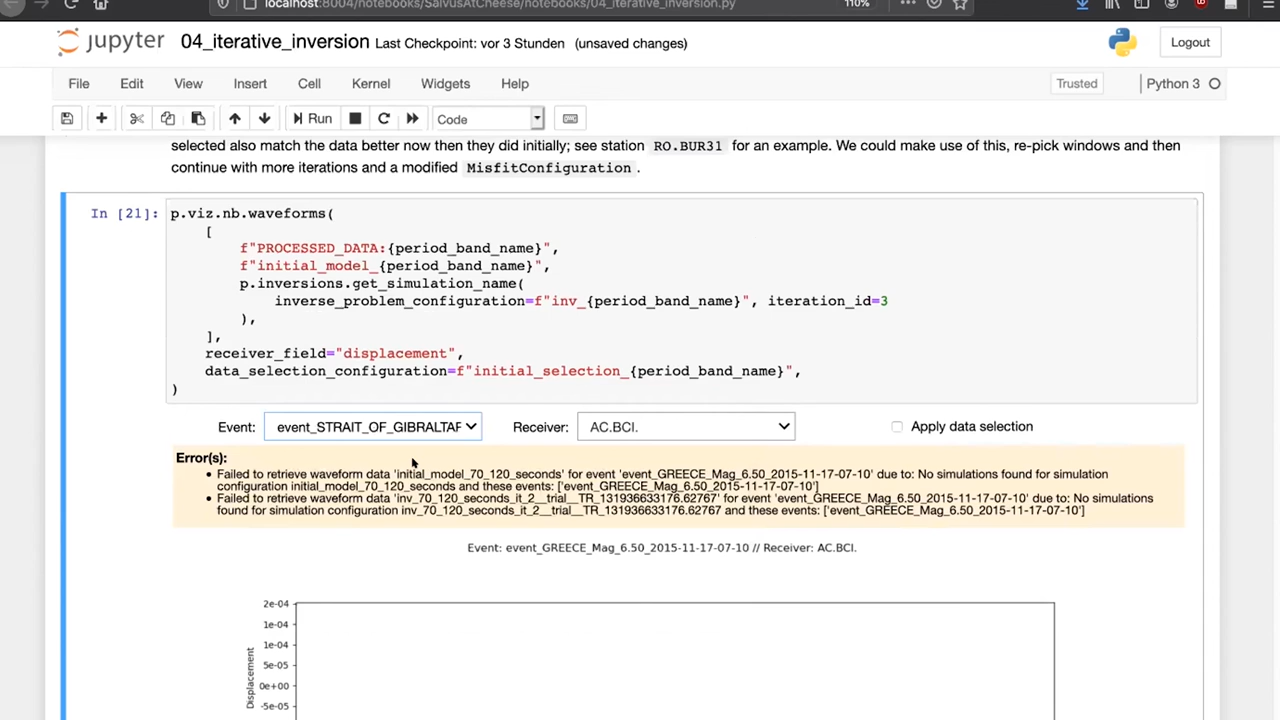 localhost:8004/notebooks/SalvusAtCheese/notebooks/04_iterative_inversion.py
110%
jupyter 04_iterative_inversion Last Checkpoint: vor 3 Stunden (unsaved changes)
Logout
File Edit View Insert Cell Kernel Widgets Help
Trusted
Python 3
Run
Code
selected also match the data better now then they did initially; see station RO.BUR31 for an example. We could make use of this, re-pick windows and then
continue with more iterations and a modified MisfitConfiguration .
In [21]:
p.viz.nb.waveforms(
[
f"PROCESSED_DATA:{period_band_name}",
f"initial_model_{period_band_name}",
p.inversions.get_simulation_name(
inverse_problem_configuration=f"inv_{period_band_name}", iteration_id=3
),
],
receiver_field="displacement",
data_selection_configuration=f"initial_selection_{period_band_name}",
)
Event: event_STRAIT_OF_GIBRALTAR Receiver: AC.BCI. Apply data selection
Error(s):
• Failed to retrieve waveform data 'initial_model_70_120_seconds' for event 'event_GREECE_Mag_6.50_2015-11-17-07-10' due to: No simulations found for simulation
configuration initial_model_70_120_seconds and these events: ['event_GREECE_Mag_6.50_2015-11-17-07-10']
• Failed to retrieve waveform data 'inv_70_120_seconds_it_2__trial__TR_131936633176.62767' for event 'event_GREECE_Mag_6.50_2015-11-17-07-10' due to: No simulations
found for simulation configuration inv_70_120_seconds_it_2__trial__TR_131936633176.62767 and these events: ['event_GREECE_Mag_6.50_2015-11-17-07-10']
Event: event_GREECE_Mag_6.50_2015-11-17-07-10 // Receiver: AC.BCI.
2e-04
1e-04
1e-04
5e-05
0e+00
-5e-05
Displacement